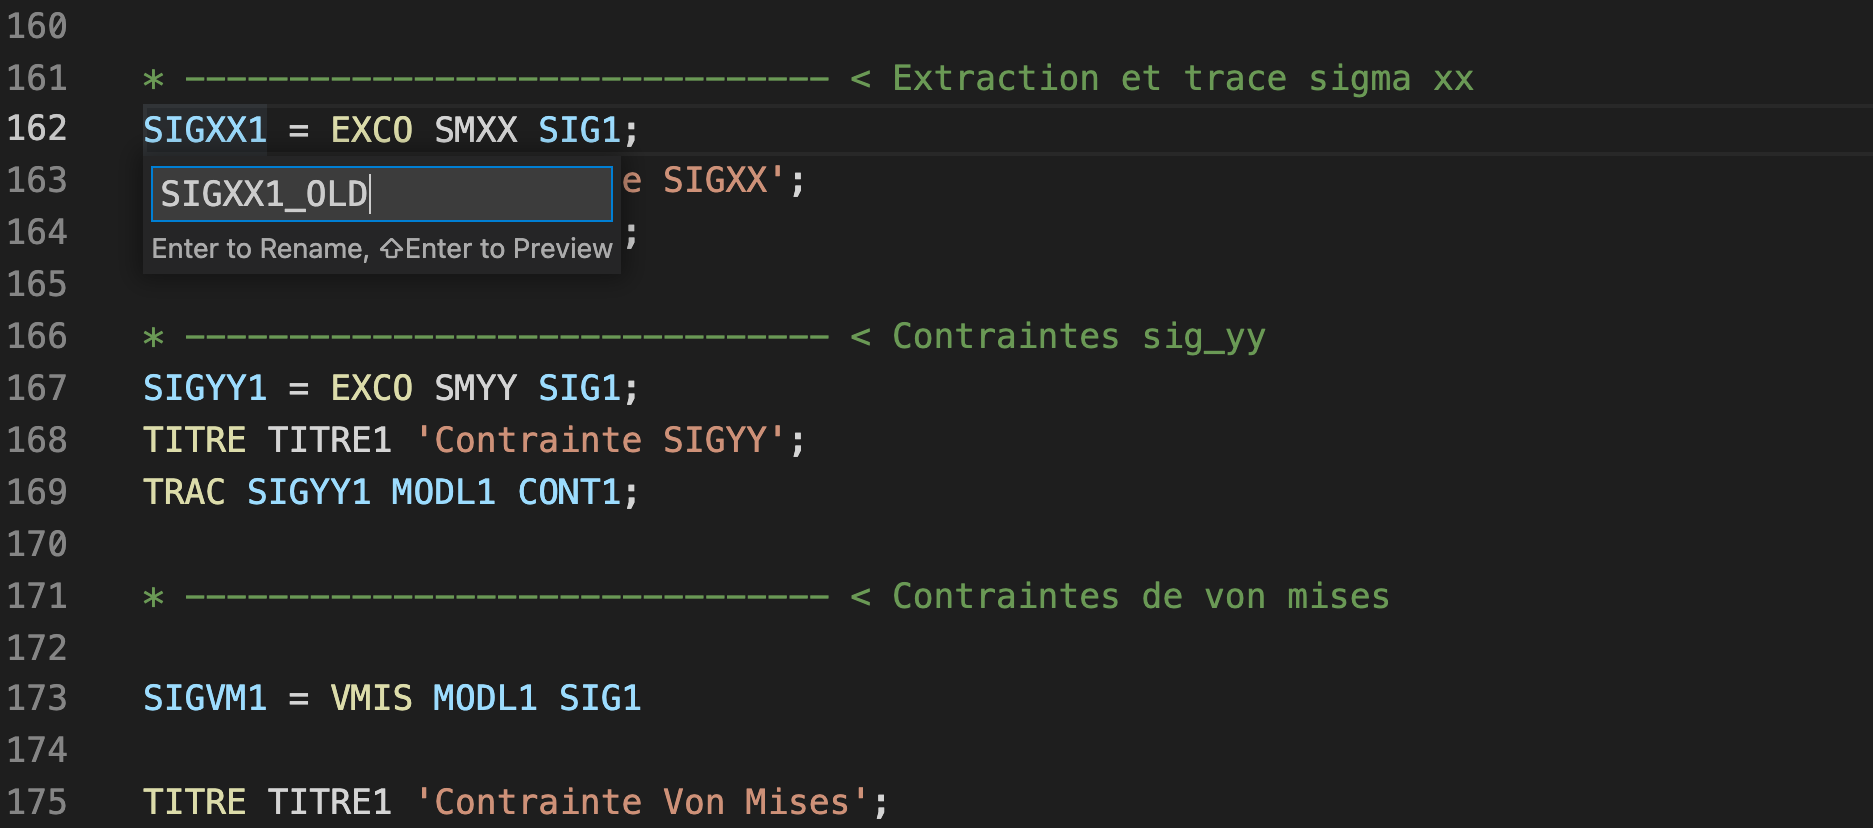 160
161 * ------------------------------- < Extraction et trace sigma xx
162 SIGXX1 = EXCO SMXX SIG1;
163 e SIGXX';
SIGXX1_OLD
164 ;
Enter to Rename, ⇧Enter to Preview
165
166 * ------------------------------- < Contraintes sig_yy
167 SIGYY1 = EXCO SMYY SIG1;
168 TITRE TITRE1 'Contrainte SIGYY';
169 TRAC SIGYY1 MODL1 CONT1;
170
171 * ------------------------------- < Contraintes de von mises
172
173 SIGVM1 = VMIS MODL1 SIG1
174
175 TITRE TITRE1 'Contrainte Von Mises';